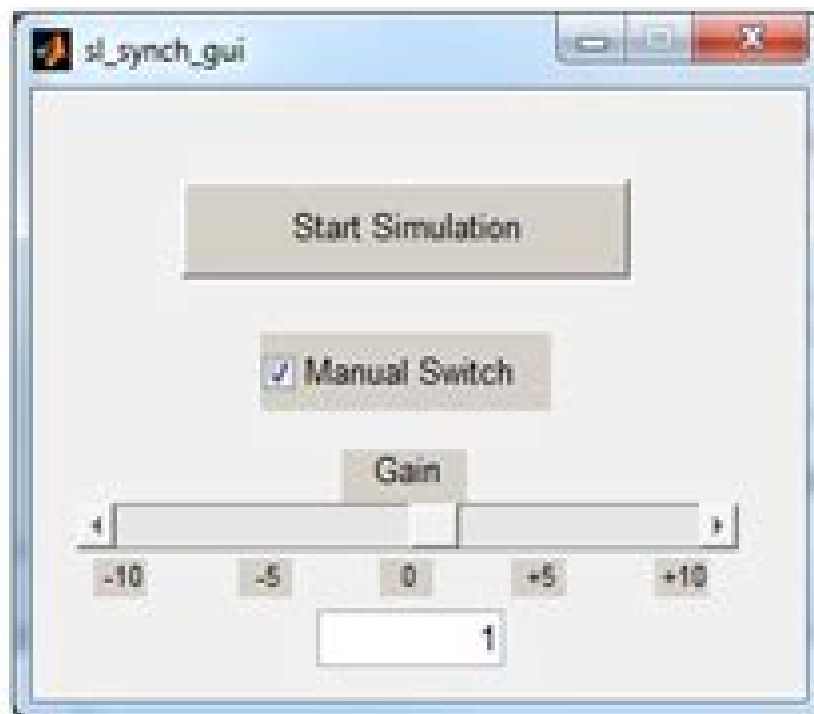 sl_synch_gui
Start Simulation
Manual Switch
Gain
-10 -5 0 +5 +10
1